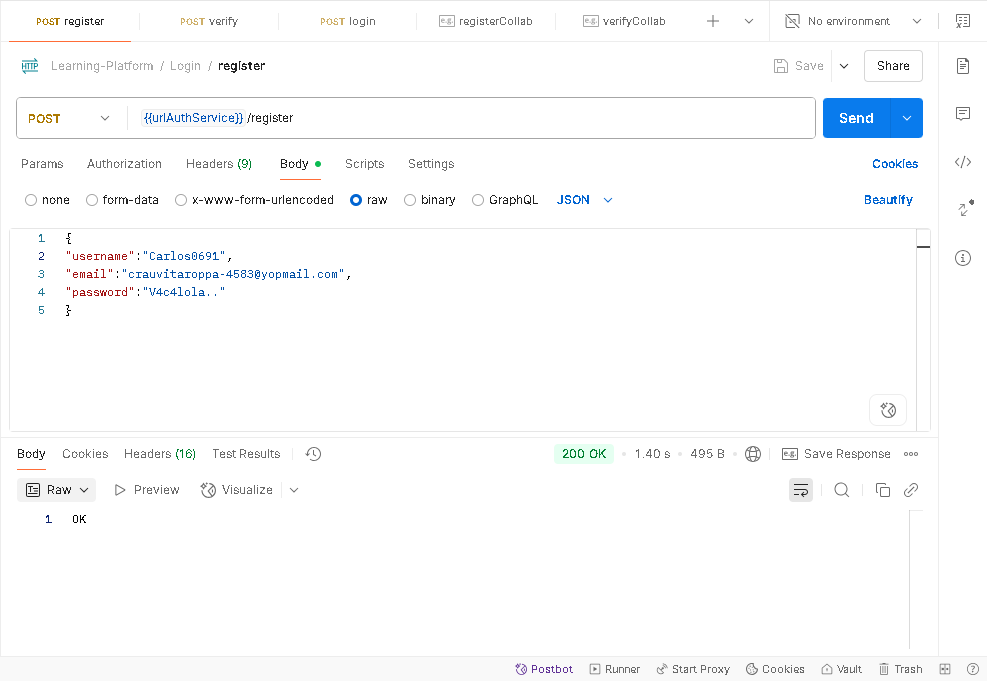 POST register POST verify POST login e.g. registerCollab e.g. verifyCollab No environment
HTTP Learning-Platform / Login / register Save Share
POST {{urlAuthService}} /register Send
Params Authorization Headers (9) Body Scripts Settings Cookies
none form-data x-www-form-urlencoded raw binary GraphQL JSON Beautify
1 {
2 "username":"Carlos0691",
3 "email":"crauvitaroppa-4583@yopmail.com",
4 "password":"V4c4lola.."
5 }
Body Cookies Headers (16) Test Results 200 OK 1.40 s 495 B e.g. Save Response
Raw Preview Visualize
1 OK
Postbot Runner Start Proxy Cookies Vault Trash